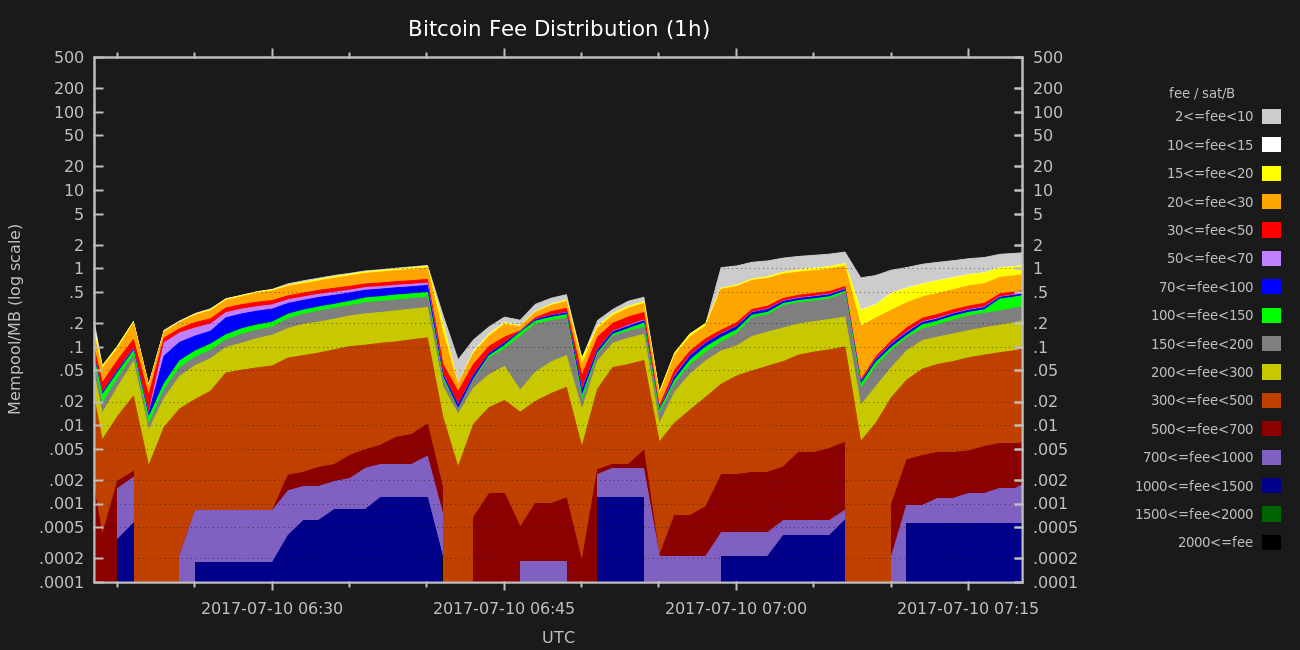 Bitcoin Fee Distribution (1h)
500
200
100
50
20
10
5
2
1
.5
.2
.1
.05
.02
.01
.005
.002
.001
.0005
.0002
.0001
Mempool/MB (log scale)
500
200
100
50
20
10
5
2
1
.5
.2
.1
.05
.02
.01
.005
.002
.001
.0005
.0002
.0001
2017-07-10 06:30 2017-07-10 06:45 2017-07-10 07:00 2017-07-10 07:15
UTC
fee / sat/B
2<=fee<10
10<=fee<15
15<=fee<20
20<=fee<30
30<=fee<50
50<=fee<70
70<=fee<100
100<=fee<150
150<=fee<200
200<=fee<300
300<=fee<500
500<=fee<700
700<=fee<1000
1000<=fee<1500
1500<=fee<2000
2000<=fee